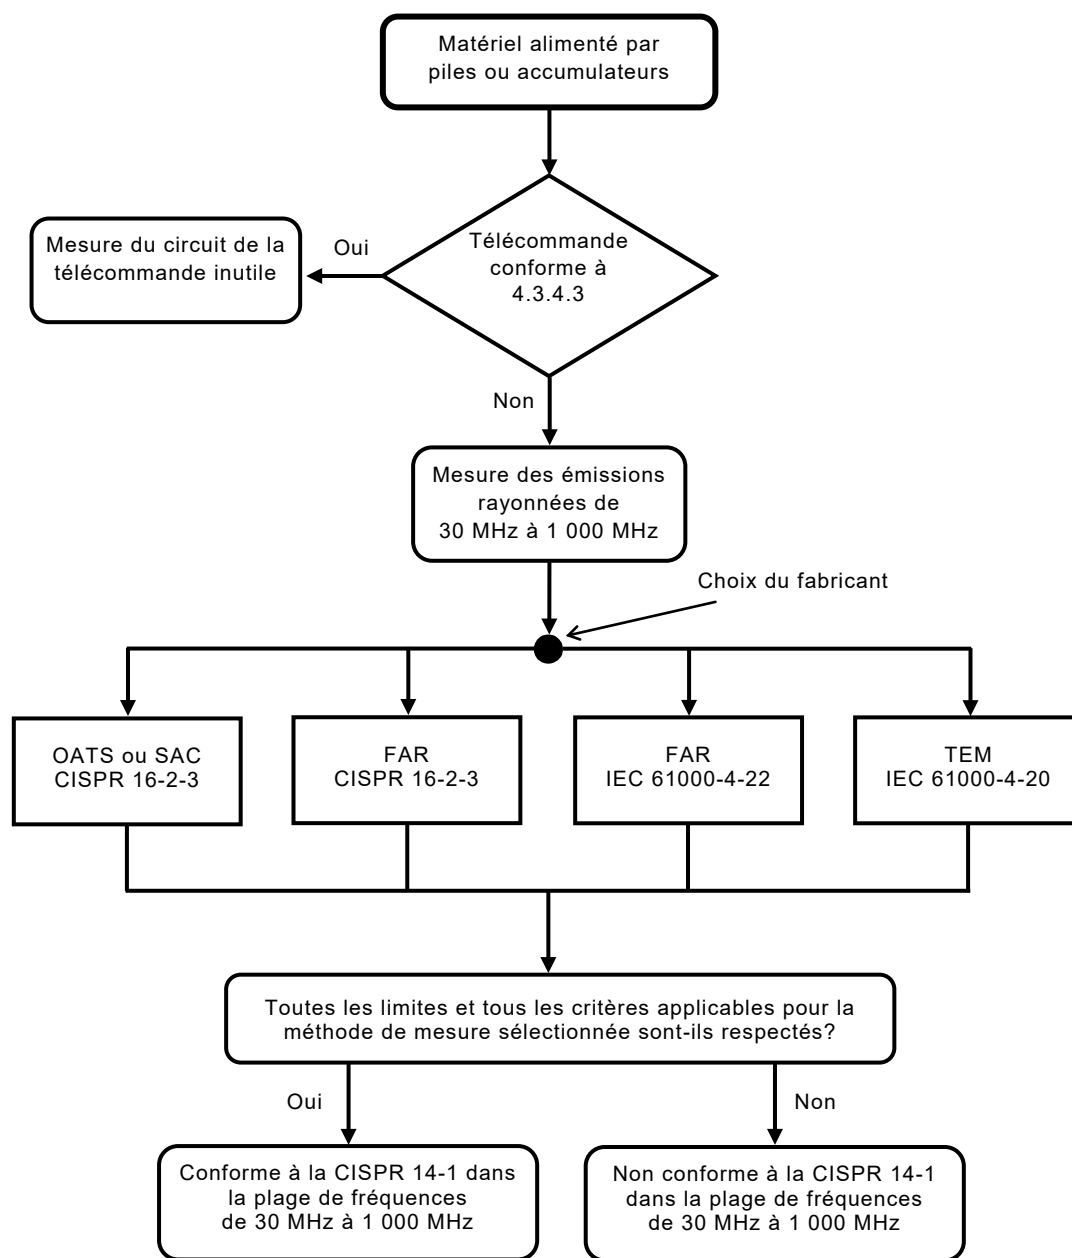 Matériel alimenté par
piles ou accumulateurs
Télécommande
conforme à
4.3.4.3
Oui
Mesure du circuit de la
télécommande inutile
Non
Mesure des émissions
rayonnées de
30 MHz à 1 000 MHz
Choix du fabricant
OATS ou SAC
CISPR 16-2-3
FAR
CISPR 16-2-3
FAR
IEC 61000-4-22
TEM
IEC 61000-4-20
Toutes les limites et tous les critères applicables pour la
méthode de mesure sélectionnée sont-ils respectés?
Oui
Non
Conforme à la CISPR 14-1 dans
la plage de fréquences
de 30 MHz à 1 000 MHz
Non conforme à la CISPR 14-1
dans la plage de fréquences
de 30 MHz à 1 000 MHz